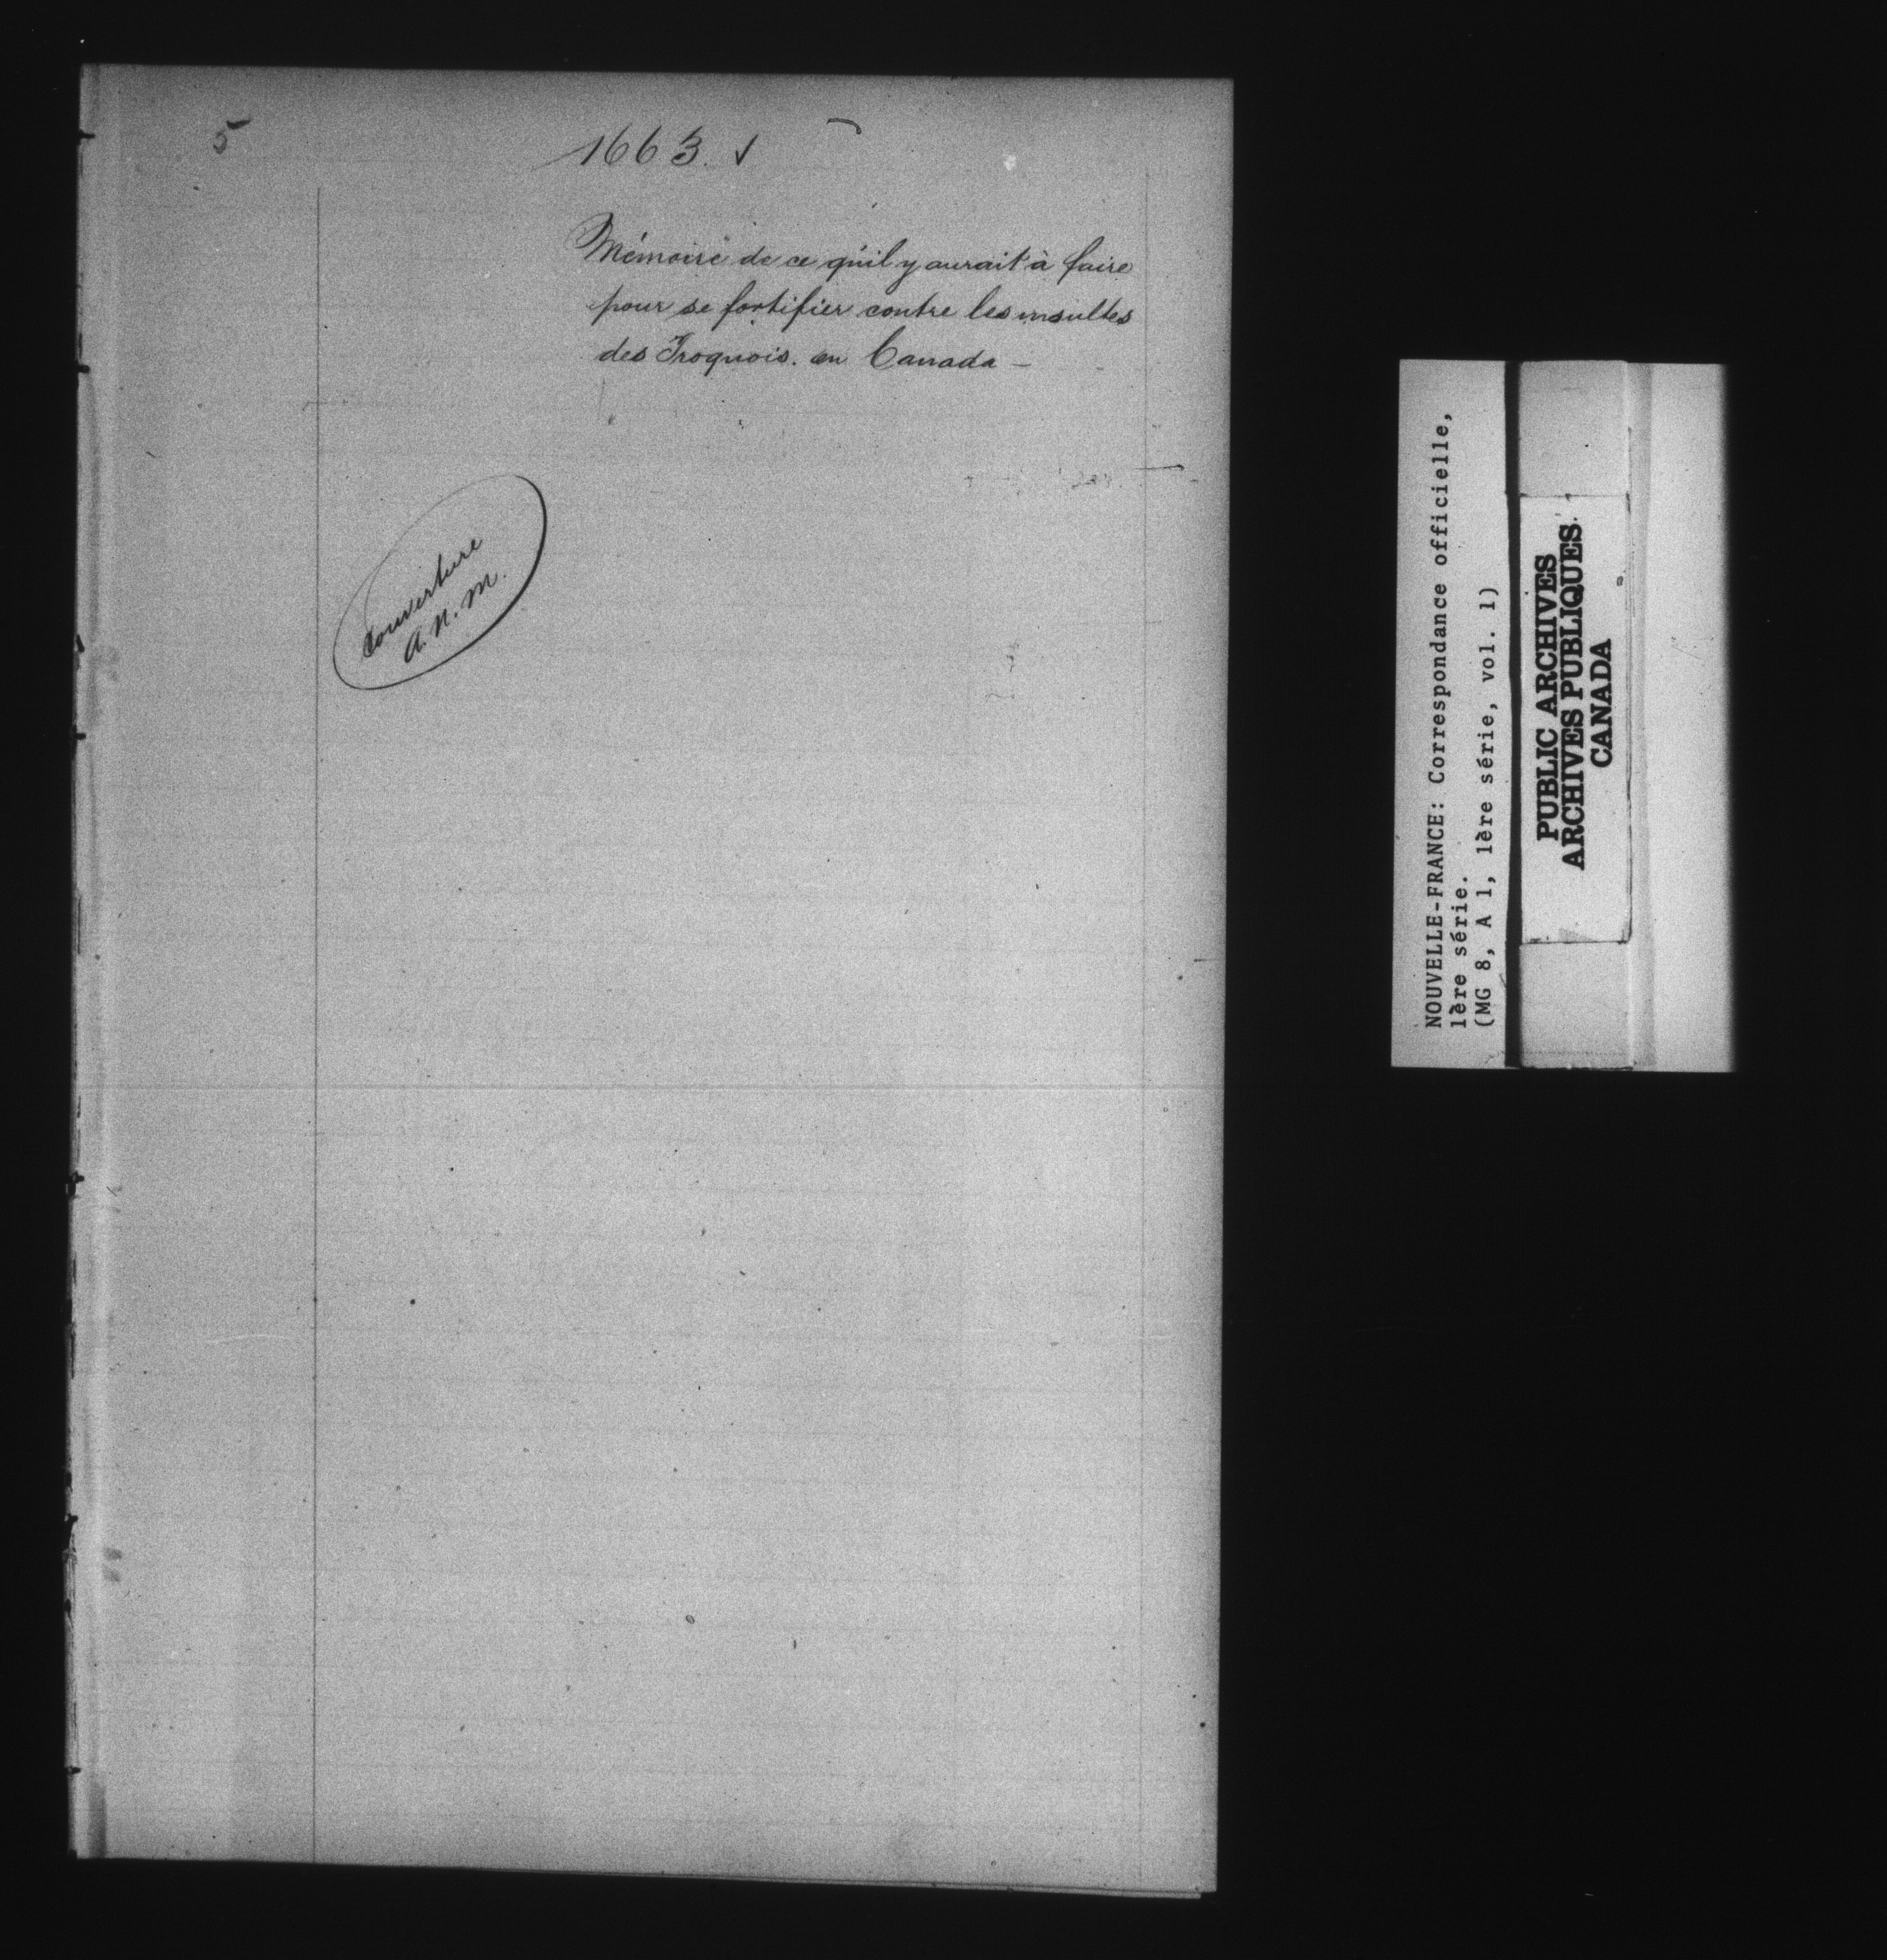 5
1663. ✓
Mémoire de ce qu'il y aurait à faire
pour se fortifier contre les insultes
des Iroquois. en Canada —
Couverture
A. N. M.
NOUVELLE-FRANCE: Correspondance officielle,
1ère série.
(MG 8, A 1, 1ère série, vol. 1)
PUBLIC ARCHIVES
ARCHIVES PUBLIQUES
CANADA